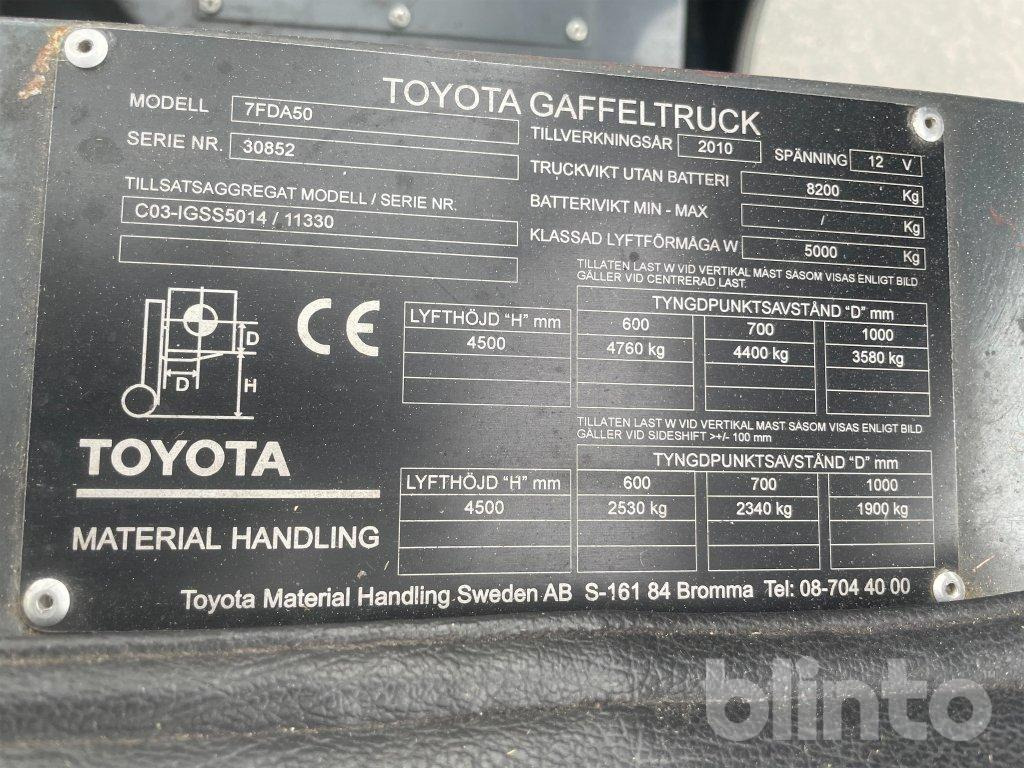 TOYOTA GAFFELTRUCK
MODELL 7FDA50
SERIE NR. 30852
TILLSATSAGGREGAT MODELL / SERIE NR.
C03-IGSS5014 / 11330
TILLVERKNINGSÅR 2010 SPÄNNING 12 V
TRUCKVIKT UTAN BATTERI 8200 Kg
BATTERIVIKT MIN - MAX / Kg
KLASSAD LYFTFÖRMÅGA W 5000 Kg
TILLÅTEN LAST W VID VERTIKAL MAST SÅSOM VISAS ENLIGT BILD
GÄLLER VID CENTRERAD LAST.
TYNGDPUNKTSAVSTÅND "D" mm
LYFTHÖJD "H" mm 600 700 1000
4500 4760 kg 4400 kg 3580 kg
D
D H
CE
TILLÅTEN LAST W VID VERTIKAL MAST SÅSOM VISAS ENLIGT BILD
GÄLLER VID SIDESHIFT >+/- 100 mm
TYNGDPUNKTSAVSTÅND "D" mm
LYFTHÖJD "H" mm 600 700 1000
4500 2530 kg 2340 kg 1900 kg
TOYOTA
MATERIAL HANDLING
Toyota Material Handling Sweden AB S-161 84 Bromma Tel: 08-704 40 00
blinto